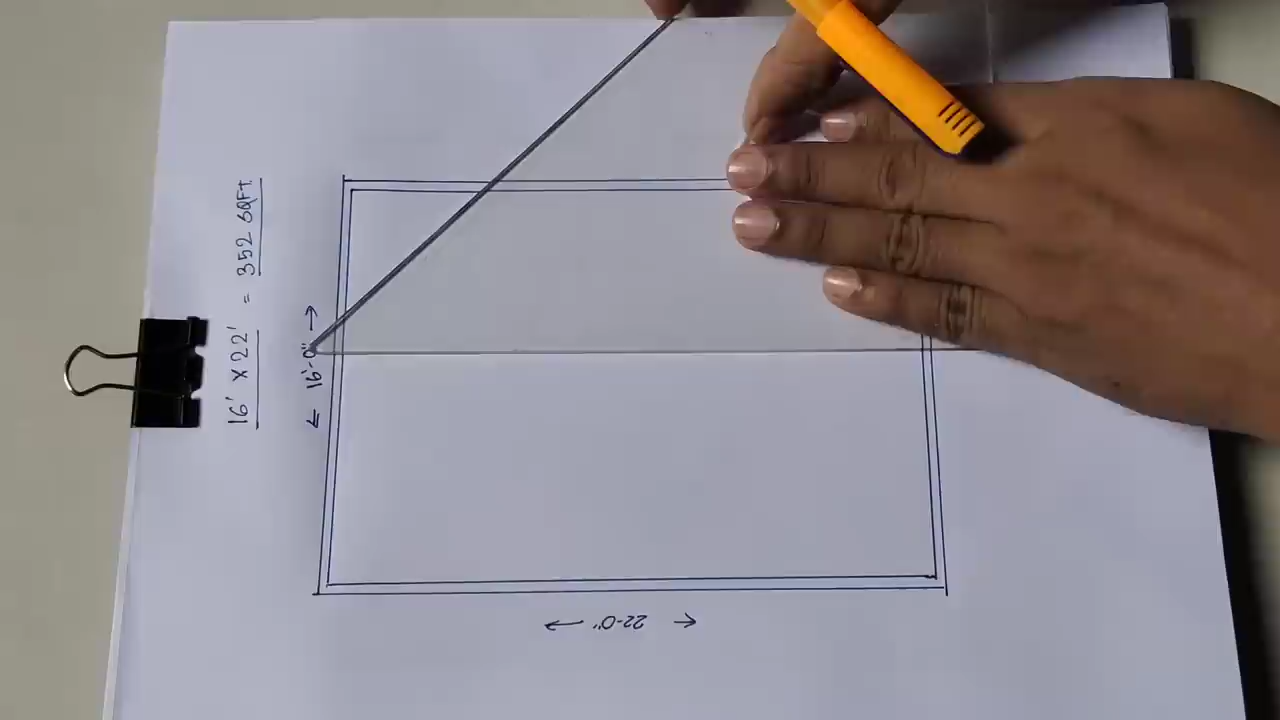 16' X 22' = 352 SQFT.
← 16'-0" →
← 22-0" →